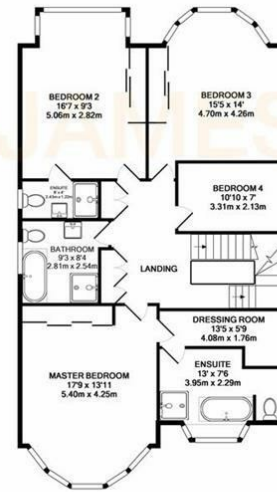 JAMES
BEDROOM 2
16'7 x 9'3
5.06m x 2.82m
BEDROOM 3
15'5 x 14'
4.70m x 4.26m
BEDROOM 4
10'10 x 7'
3.31m x 2.13m
ENSUITE
BATHROOM
9'3 x 8'4
2.81m x 2.54m
LANDING
DRESSING ROOM
13'5 x 5'9
4.08m x 1.76m
ENSUITE
13' x 7'6
3.95m x 2.29m
MASTER BEDROOM
17'9 x 13'11
5.40m x 4.25m